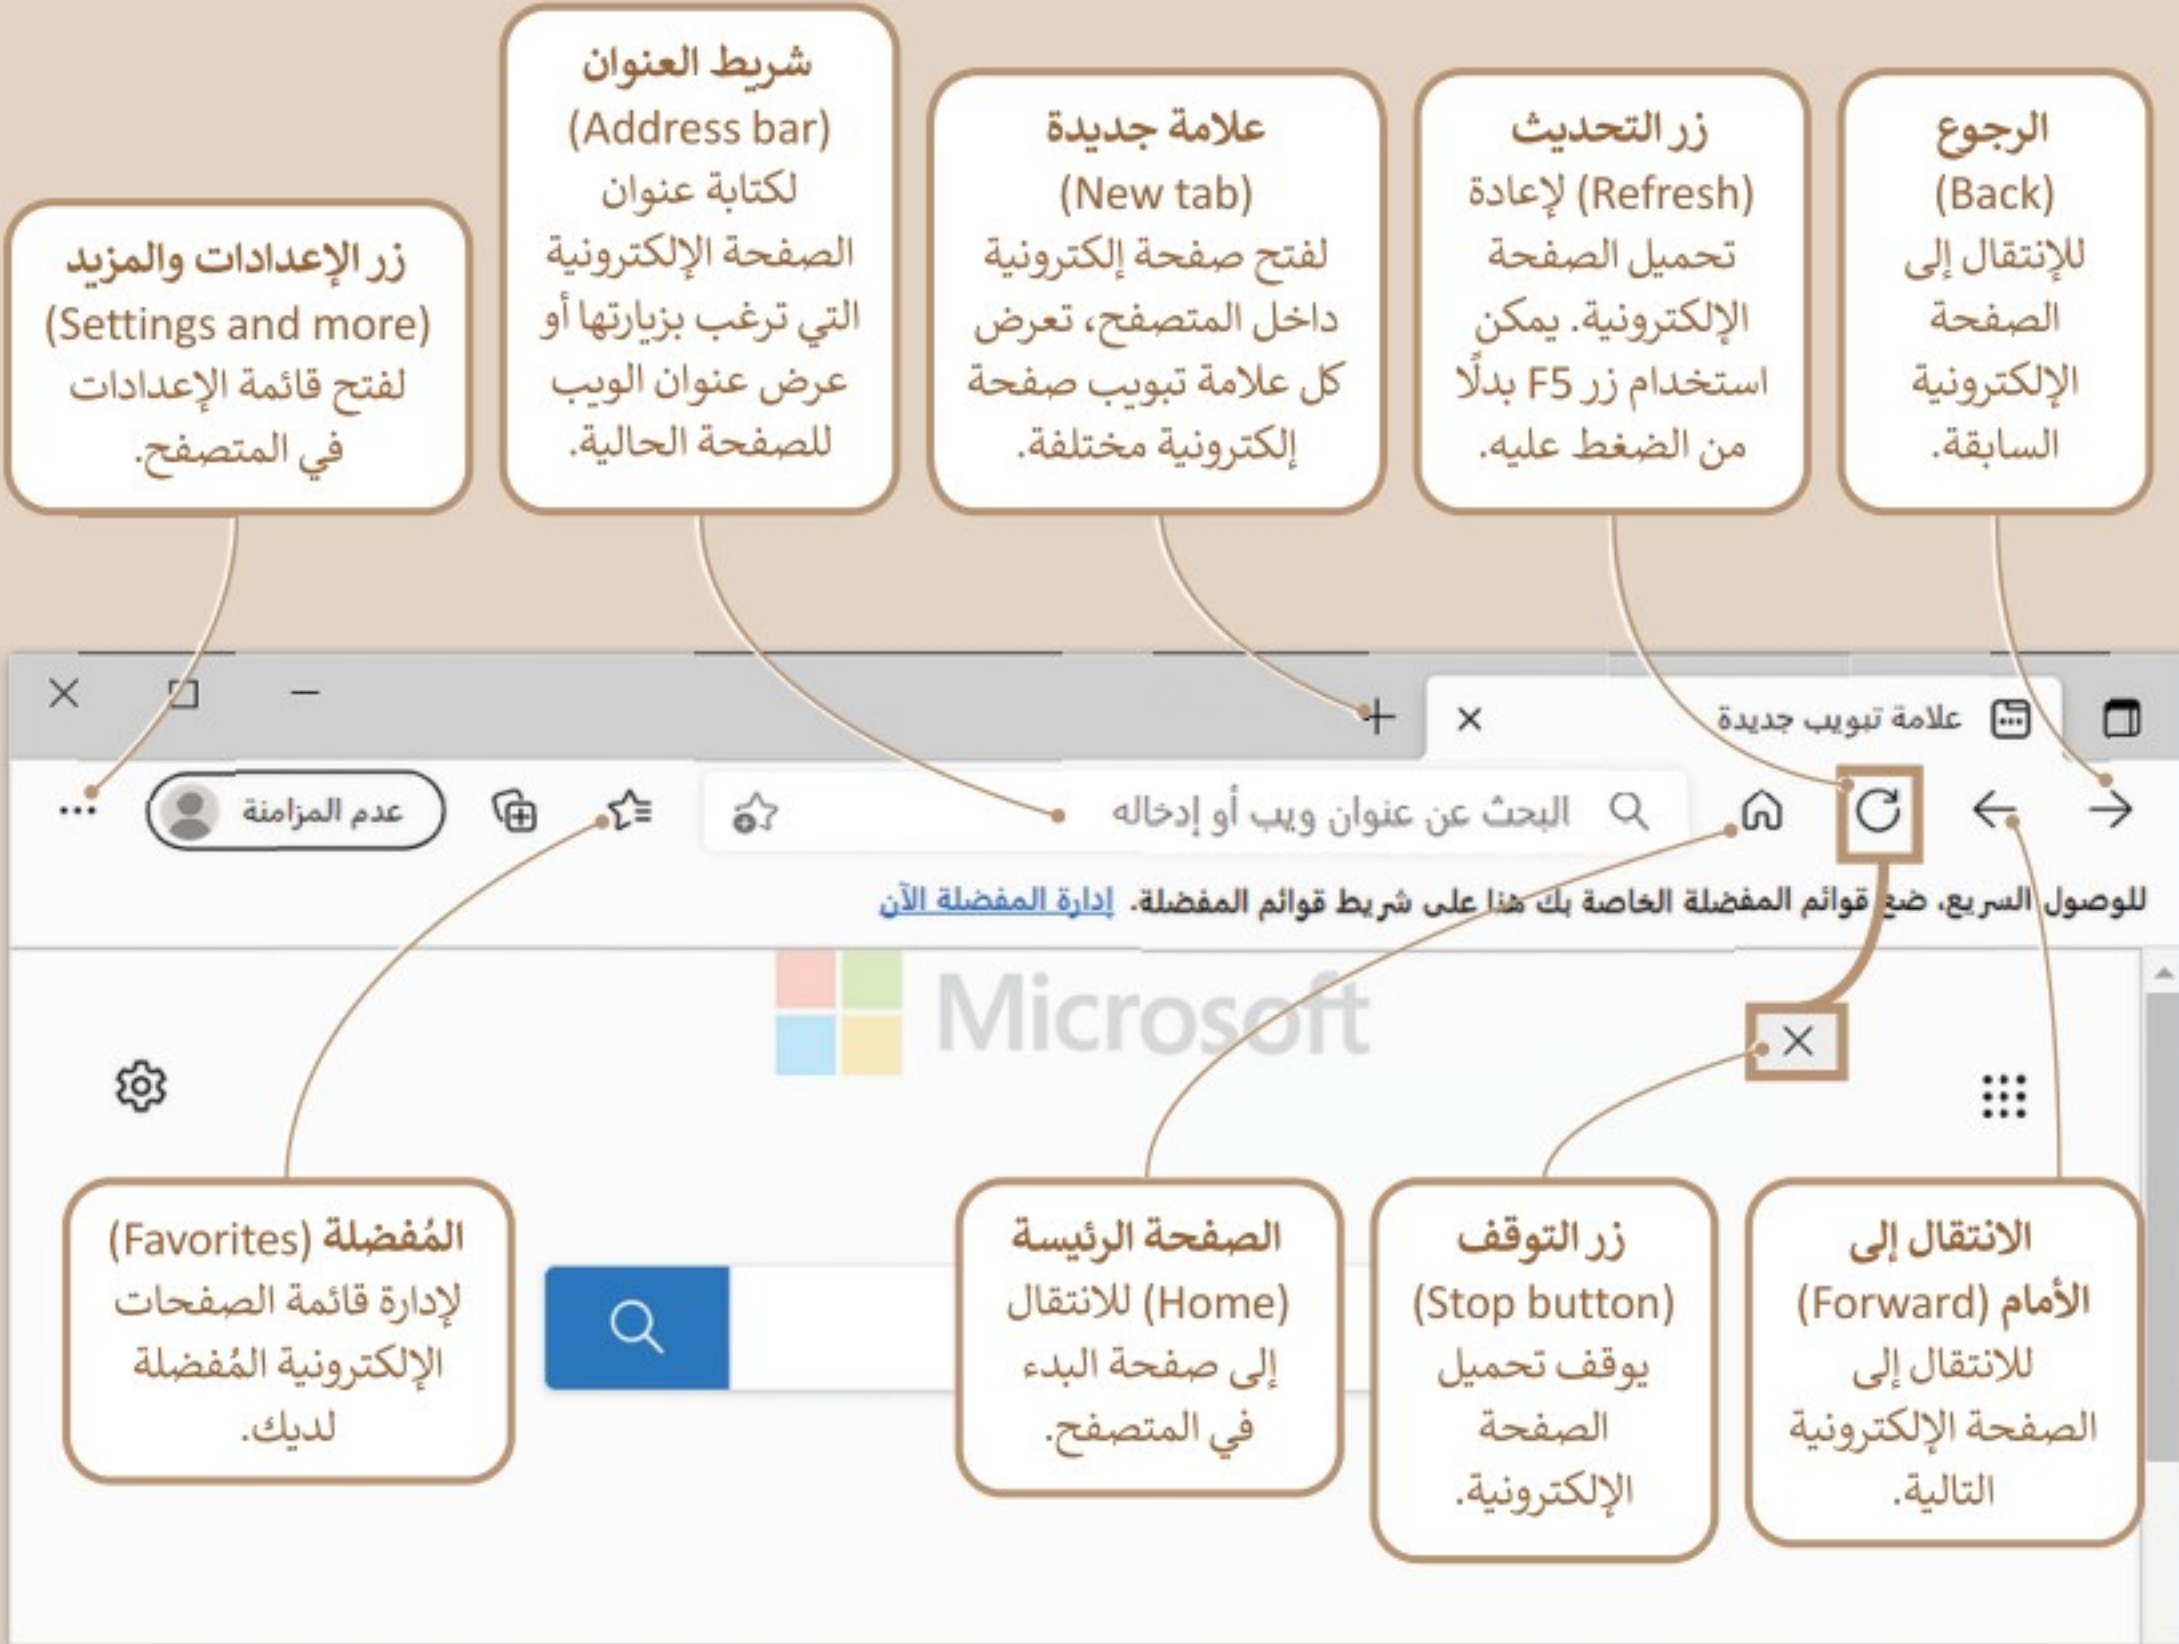 الرجوع
(Back)
للإنتقال إلى
الصفحة
الإلكترونية
السابقة.
زر التحديث
(Refresh) لإعادة
تحميل الصفحة
الإلكترونية. يمكن
استخدام زر F5 بدلًا
من الضغط عليه.
علامة جديدة
(New tab)
لفتح صفحة إلكترونية
داخل المتصفح، تعرض
كل علامة تبويب صفحة
إلكترونية مختلفة.
شريط العنوان
(Address bar)
لكتابة عنوان
الصفحة الإلكترونية
التي ترغب بزيارتها أو
عرض عنوان الويب
للصفحة الحالية.
زر الإعدادات والمزيد
(Settings and more)
لفتح قائمة الإعدادات
في المتصفح.
علامة تبويب جديدة
البحث عن عنوان ويب أو إدخاله
عدم المزامنة
للوصول السريع، ضع قوائم المفضلة الخاصة بك هنا على شريط قوائم المفضلة. إدارة المفضلة الآن
Microsoft
الانتقال إلى
الأمام (Forward)
للانتقال إلى
الصفحة الإلكترونية
التالية.
زر التوقف
(Stop button)
يوقف تحميل
الصفحة
الإلكترونية.
الصفحة الرئيسة
(Home) للانتقال
إلى صفحة البدء
في المتصفح.
المُفضلة (Favorites)
لإدارة قائمة الصفحات
الإلكترونية المُفضلة
لديك.